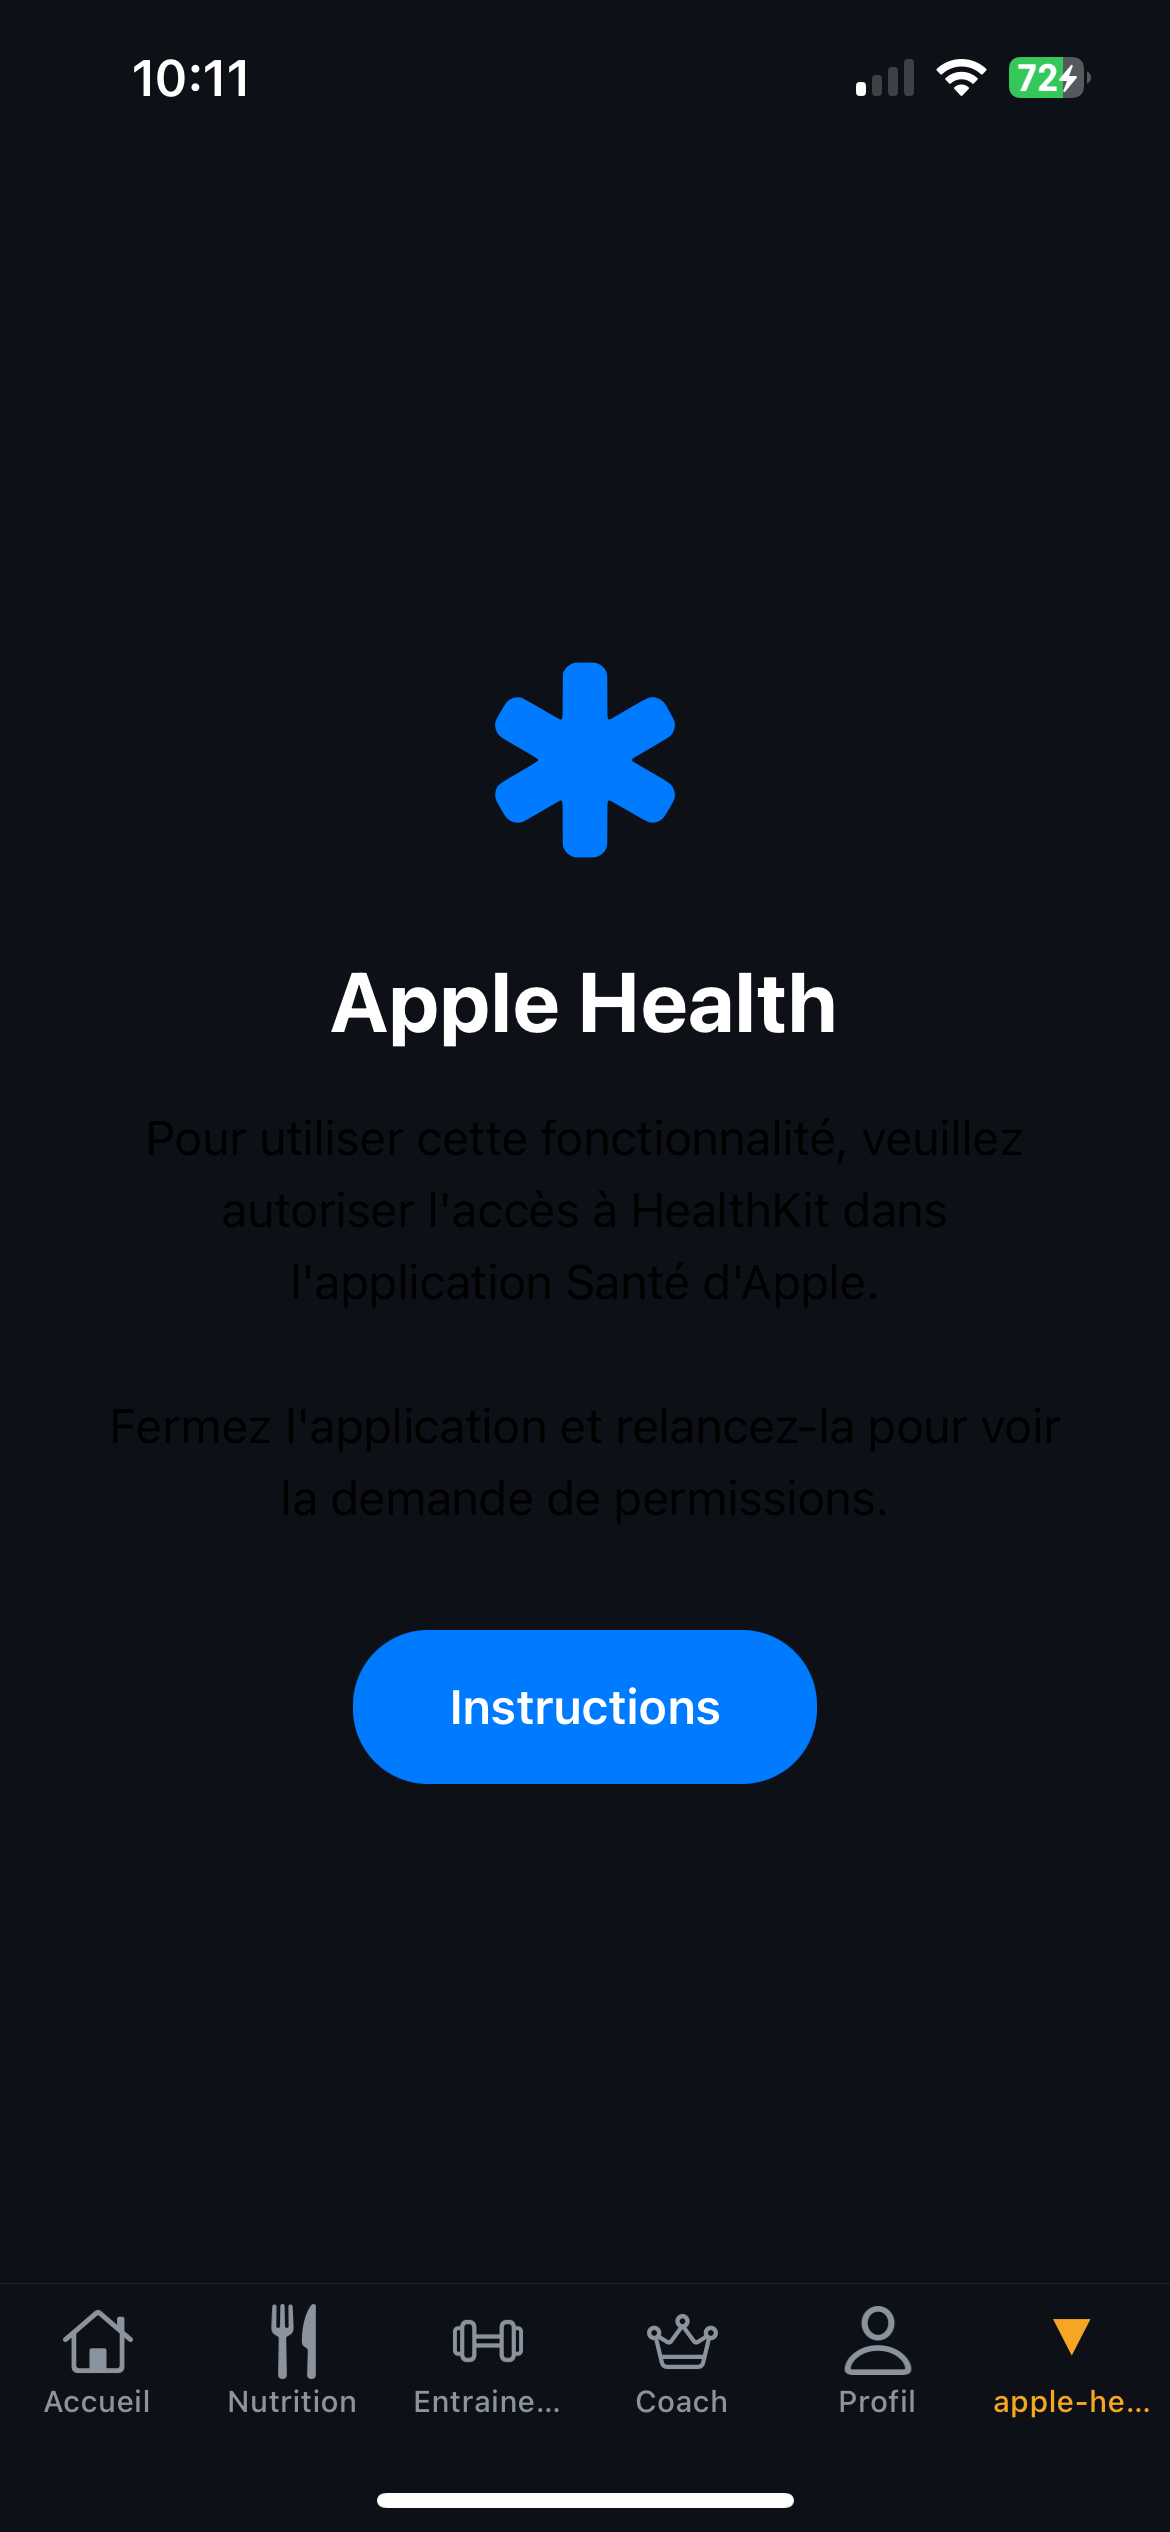 10:11
72
Apple Health
Pour utiliser cette fonctionnalité, veuillez
autoriser l'accès à HealthKit dans
l'application Santé d'Apple.
Fermez l'application et relancez-la pour voir
la demande de permissions.
Instructions
Accueil Nutrition Entraine... Coach Profil apple-he...